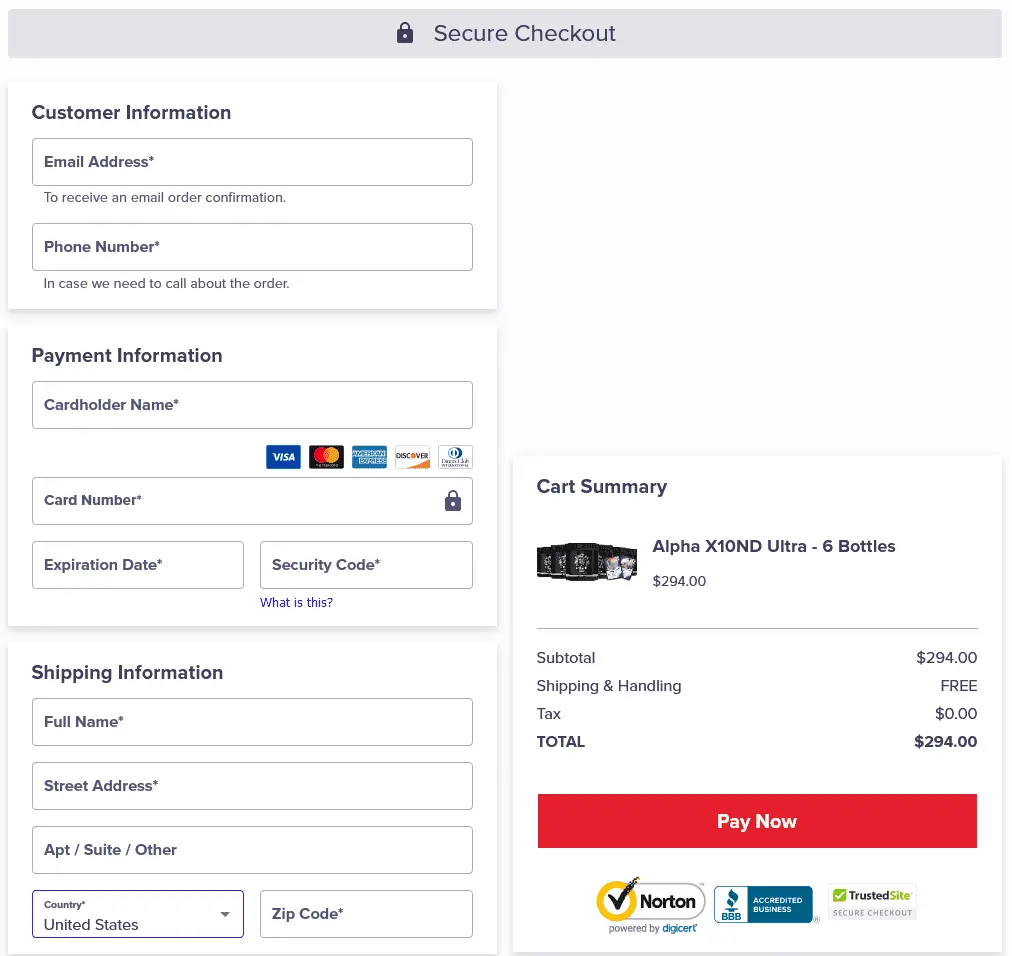 Secure Checkout
Customer Information
Email Address*
To receive an email order confirmation.
Phone Number*
In case we need to call about the order.
Payment Information
Cardholder Name*
VISA
AMERICAN EXPRESS
DISCOVER
Diners Club
INTERNATIONAL
Card Number*
Expiration Date*
Security Code*
What is this?
Shipping Information
Full Name*
Street Address*
Apt / Suite / Other
Country*
United States
Zip Code*
Cart Summary
Alpha X10ND Ultra - 6 Bottles
$294.00
Subtotal $294.00
Shipping & Handling FREE
Tax $0.00
TOTAL $294.00
Pay Now
Norton
powered by digicert
BBB
ACCREDITED
BUSINESS
TrustedSite
SECURE CHECKOUT